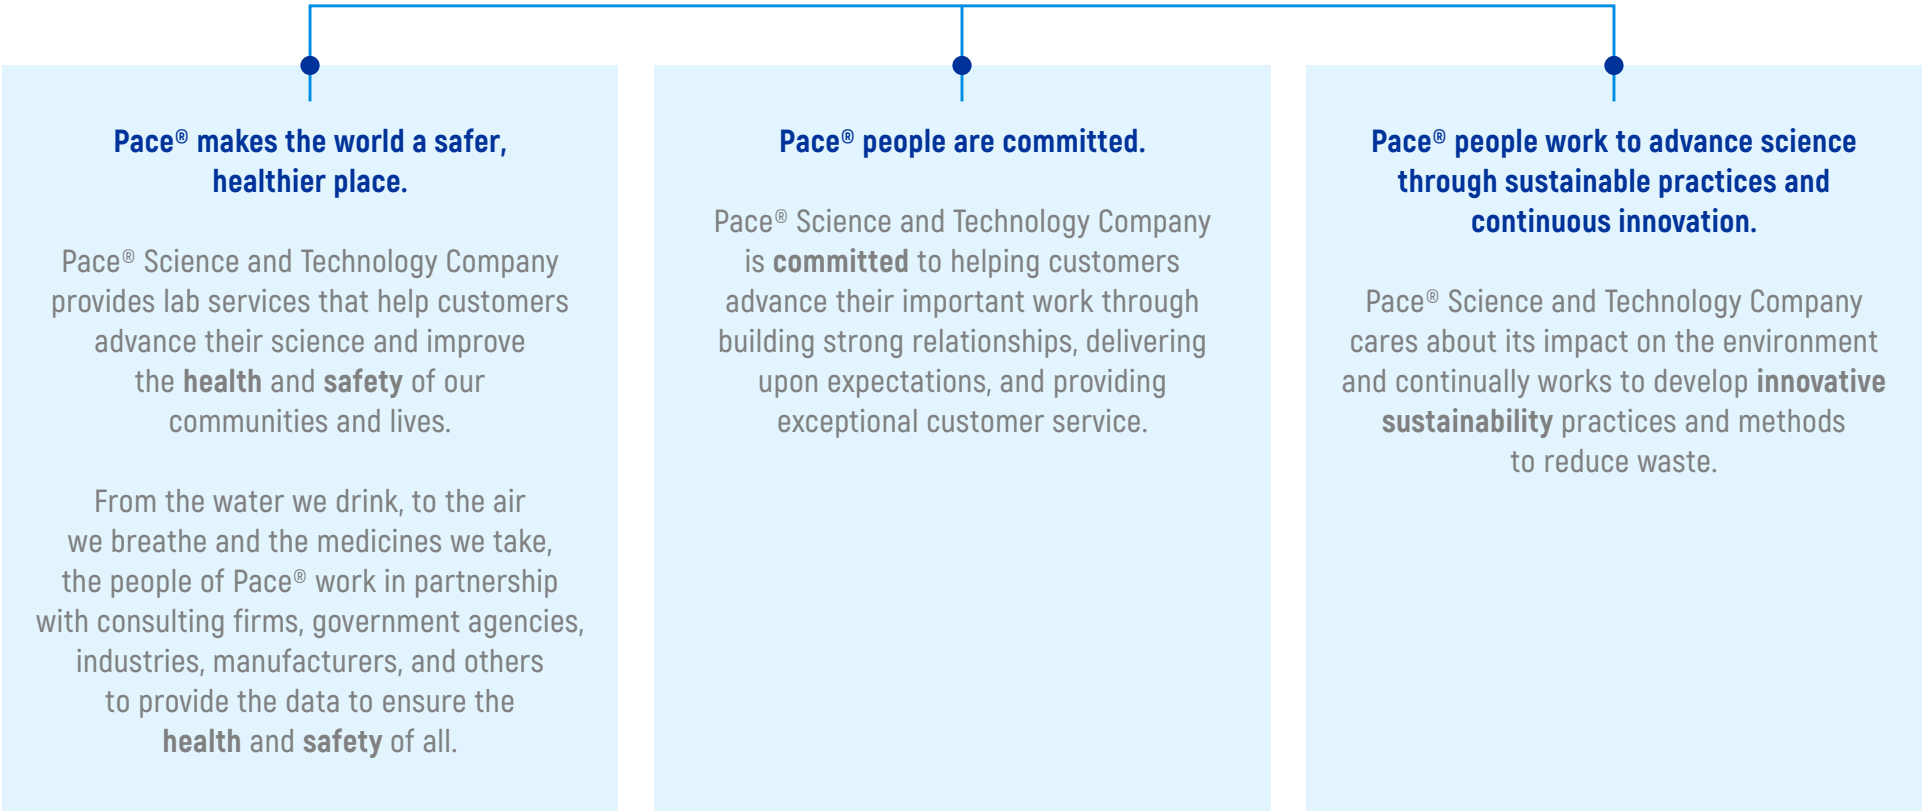 Pace® makes the world a safer,
healthier place.
Pace® Science and Technology Company
provides lab services that help customers
advance their science and improve
the health and safety of our
communities and lives.
From the water we drink, to the air
we breathe and the medicines we take,
the people of Pace® work in partnership
with consulting firms, government agencies,
industries, manufacturers, and others
to provide the data to ensure the
health and safety of all.
Pace® people are committed.
Pace® Science and Technology Company
is committed to helping customers
advance their important work through
building strong relationships, delivering
upon expectations, and providing
exceptional customer service.
Pace® people work to advance science
through sustainable practices and
continuous innovation.
Pace® Science and Technology Company
cares about its impact on the environment
and continually works to develop innovative
sustainability practices and methods
to reduce waste.